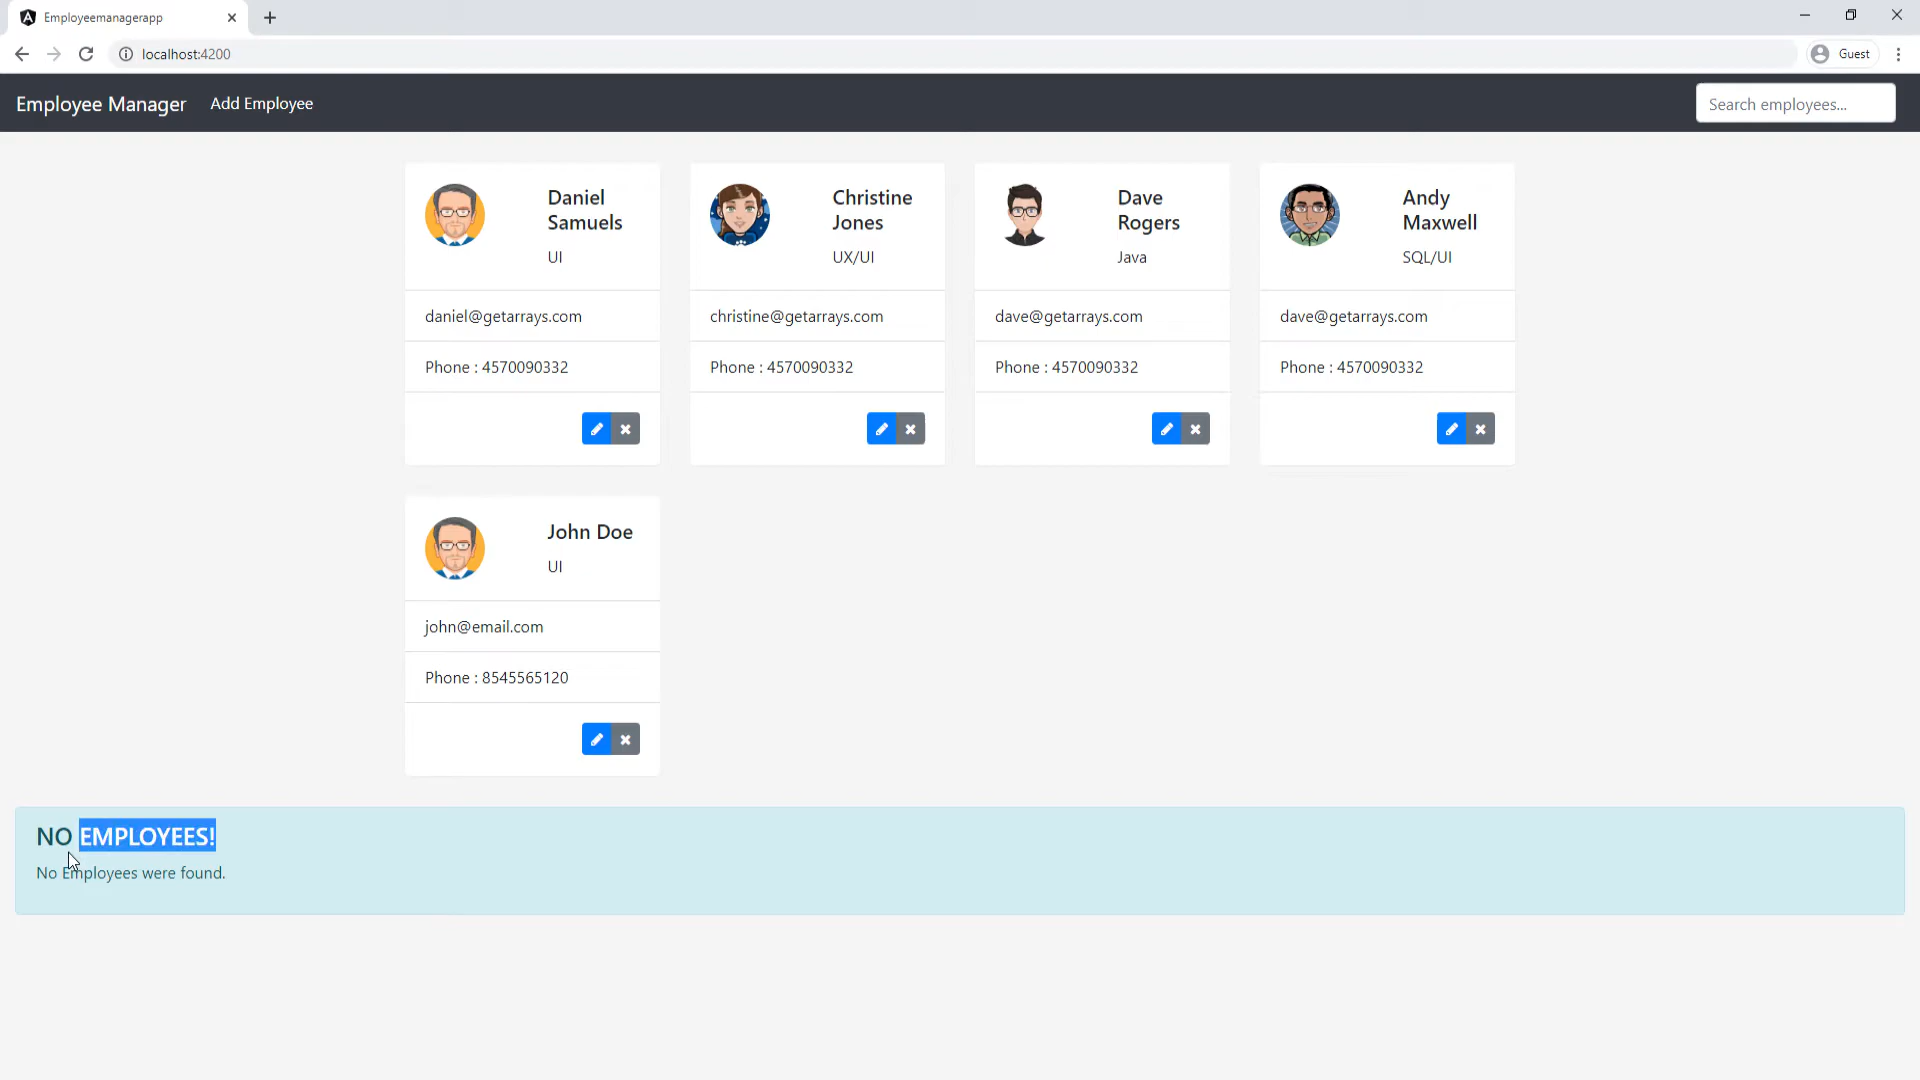 Employeemanagerapp
localhost:4200
Guest
Employee Manager
Add Employee
Search employees...
Daniel
Samuels
UI
daniel@getarrays.com
Phone : 4570090332
Christine
Jones
UX/UI
christine@getarrays.com
Phone : 4570090332
Dave
Rogers
Java
dave@getarrays.com
Phone : 4570090332
Andy
Maxwell
SQL/UI
dave@getarrays.com
Phone : 4570090332
John Doe
UI
john@email.com
Phone : 8545565120
NO EMPLOYEES!
No Employees were found.